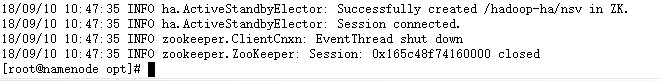 18/09/10 10:47:35 INFO ha.ActiveStandbyElector: Successfully created /hadoop-ha/nsv in ZK.
18/09/10 10:47:35 INFO ha.ActiveStandbyElector: Session connected.
18/09/10 10:47:35 INFO zookeeper.ClientCnxn: EventThread shut down
18/09/10 10:47:35 INFO zookeeper.ZooKeeper: Session: 0x165c48f74160000 closed
[root@namenode opt]#